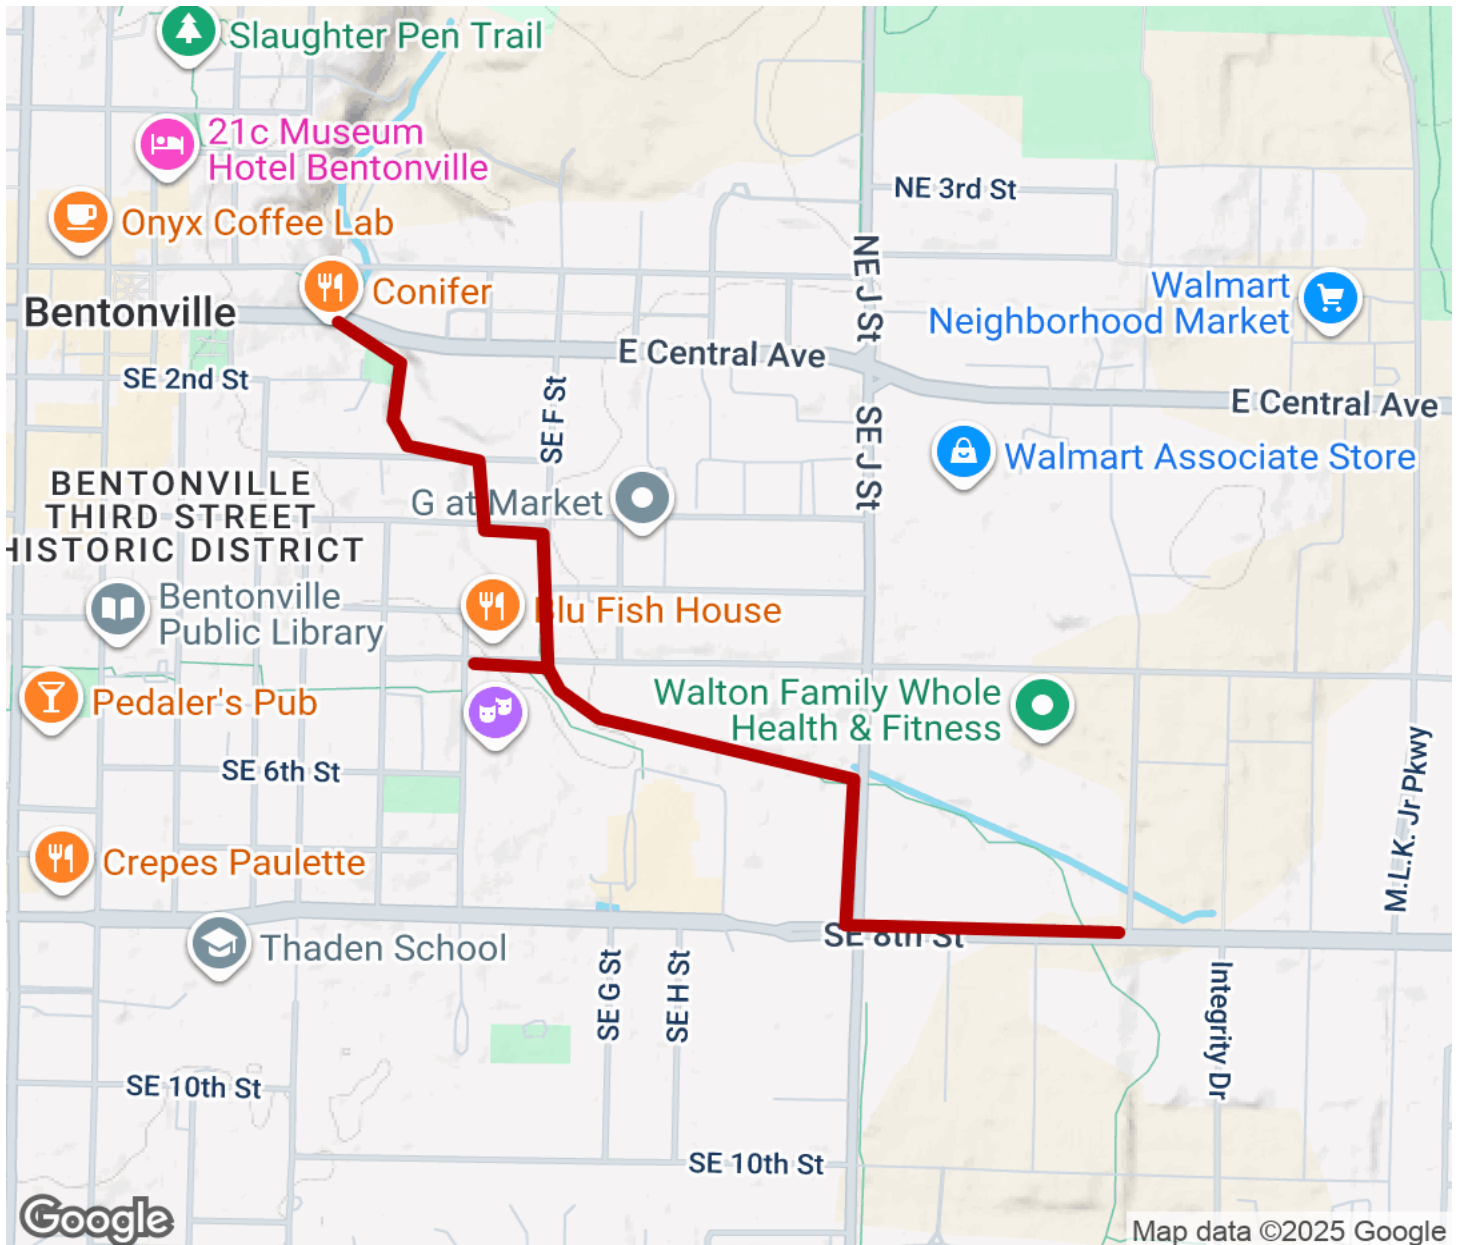 Slaughter Pen Trail
21c Museum
Hotel Bentonville
NE 3rd St
Onyx Coffee Lab
NE J St
Walmart
Neighborhood Market
Conifer
Bentonville
E Central Ave
SE 2nd St
E Central Ave
SE F St
SE J St
Walmart Associate Store
BENTONVILLE
THIRD STREET
HISTORIC DISTRICT
G at Market
Bentonville
Public Library
Blu Fish House
Pedaler's Pub
Walton Family Whole
Health & Fitness
SE 6th St
M.L.K. Jr Pkwy
Crepes Paulette
Thaden School
SE 8th St
SE G St
SE H St
Integrity Dr
SE 10th St
SE 10th St
Google
Map data ©2025 Google